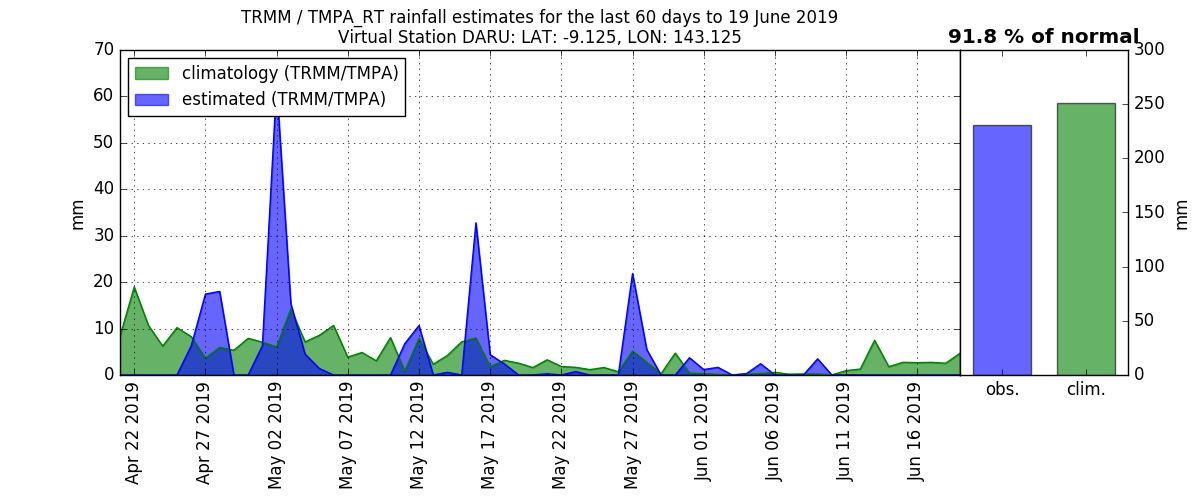 TRMM / TMPA_RT rainfall estimates for the last 60 days to 19 June 2019
Virtual Station DARU: LAT: -9.125, LON: 143.125
91.8 % of normal
climatology (TRMM/TMPA)
estimated (TRMM/TMPA)
mm
70
60
50
40
30
20
10
0
Apr 22 2019
Apr 27 2019
May 02 2019
May 07 2019
May 12 2019
May 17 2019
May 22 2019
May 27 2019
Jun 01 2019
Jun 06 2019
Jun 11 2019
Jun 16 2019
obs.
clim.
300
250
200
150
100
50
0
mm